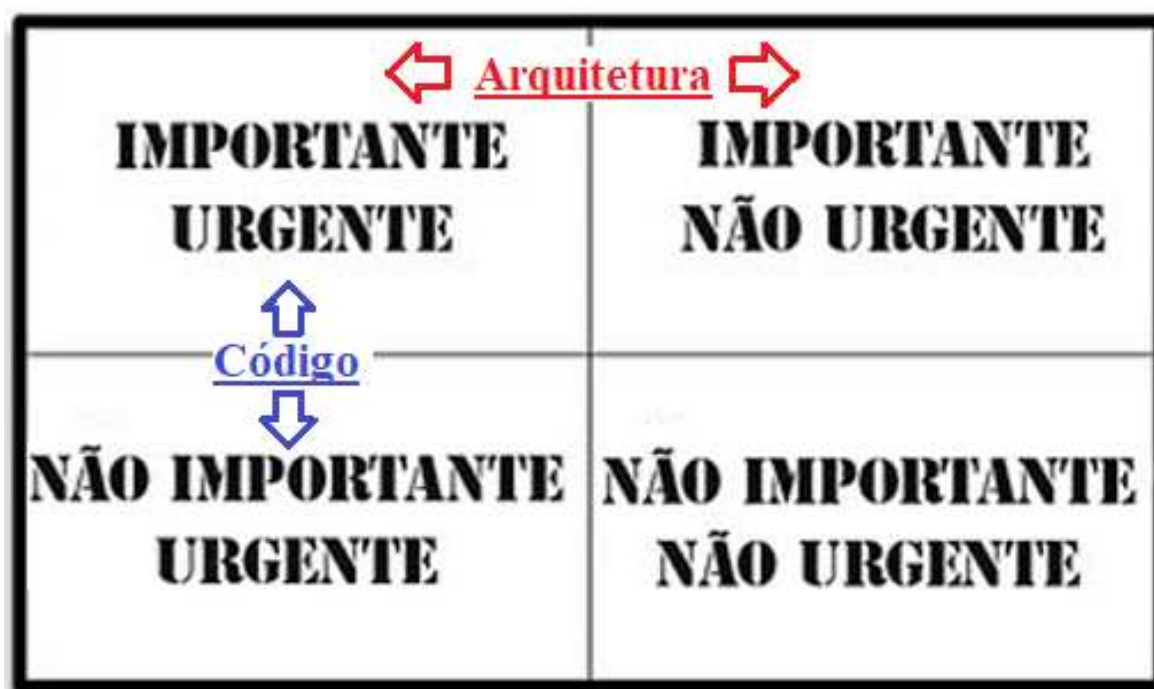 Arquitetura
IMPORTANTE
URGENTE
IMPORTANTE
NÃO URGENTE
Código
NÃO IMPORTANTE
URGENTE
NÃO IMPORTANTE
NÃO URGENTE